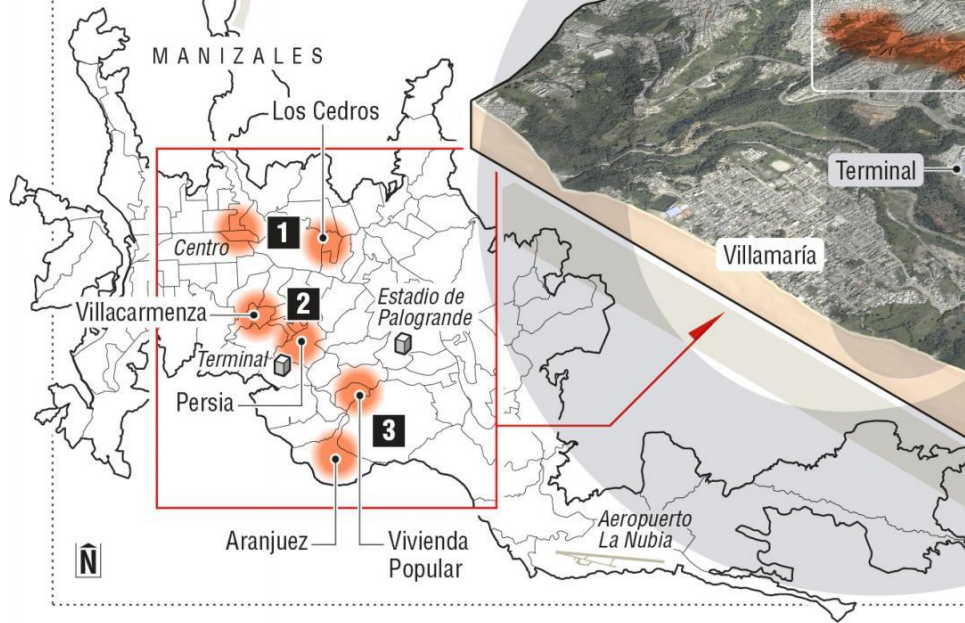 MANIZALES
Los Cedros
1
Centro
Villacarmenza
2
Estadio de
Palogrande
Terminal
Persia
3
Aranjuez
Vivienda
Popular
Aeropuerto
La Nubia
N
Terminal
Villamaría